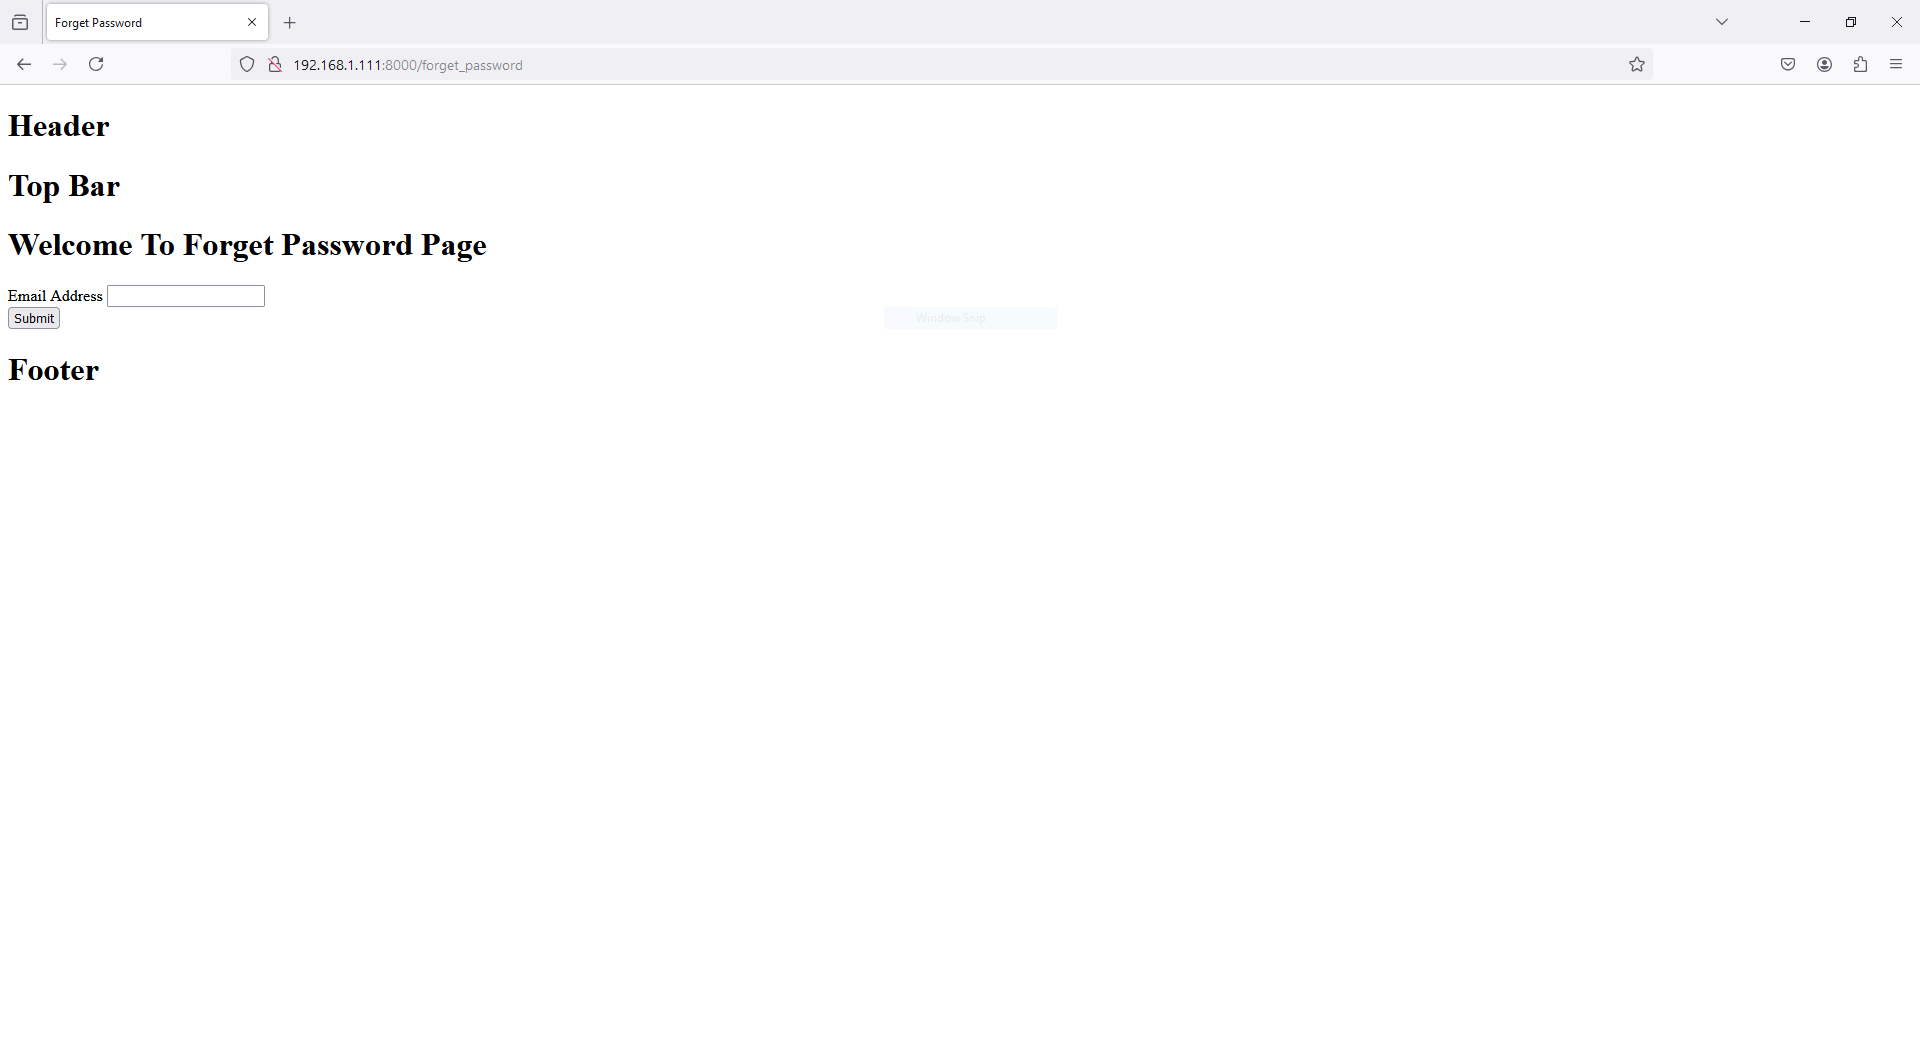 Forget Password
192.168.1.111:8000/forget_password
Header
Top Bar
Welcome To Forget Password Page
Email Address
Submit
Window Snip
Footer